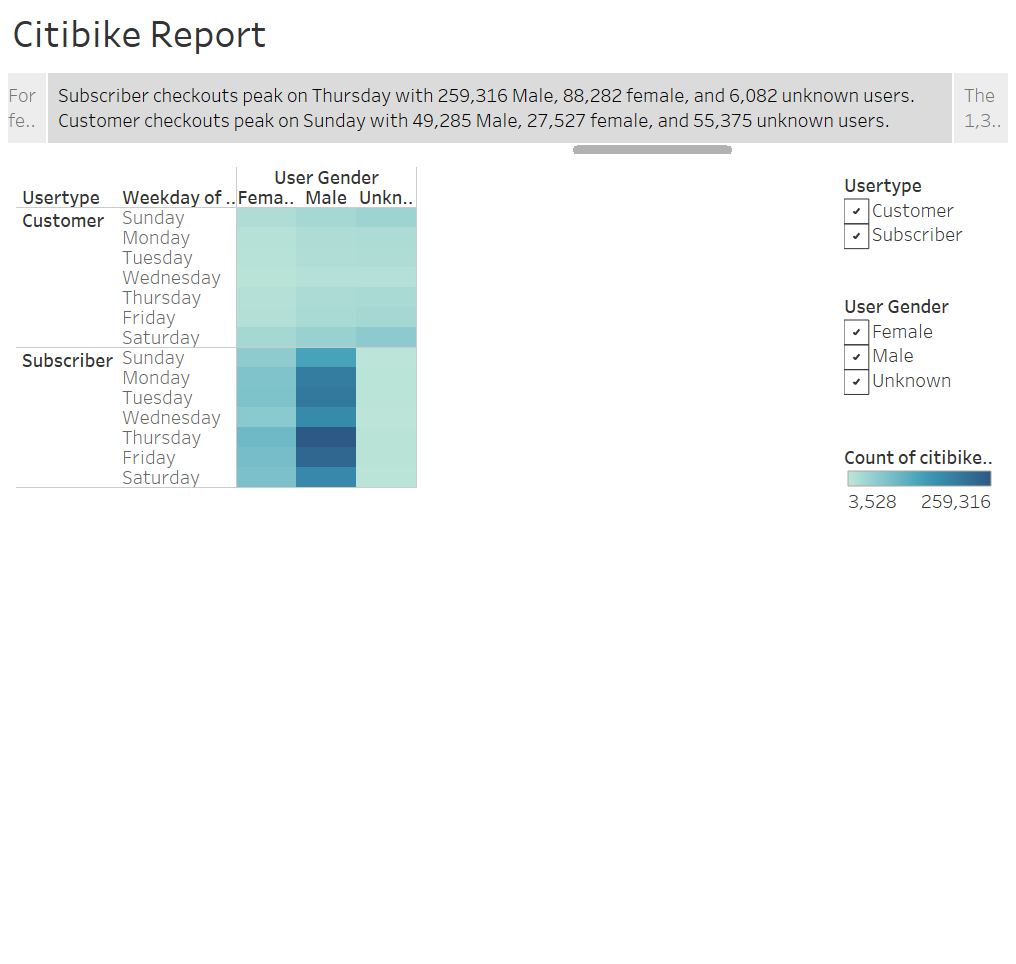 Citibike Report
For
fe..
Subscriber checkouts peak on Thursday with 259,316 Male, 88,282 female, and 6,082 unknown users.
Customer checkouts peak on Sunday with 49,285 Male, 27,527 female, and 55,375 unknown users.
The
1,3..
User Gender
Usertype Weekday of .. Fema.. Male Unkn..
Customer Sunday
Monday
Tuesday
Wednesday
Thursday
Friday
Saturday
Subscriber Sunday
Monday
Tuesday
Wednesday
Thursday
Friday
Saturday
Usertype
Customer
Subscriber
User Gender
Female
Male
Unknown
Count of citibike..
3,528 259,316